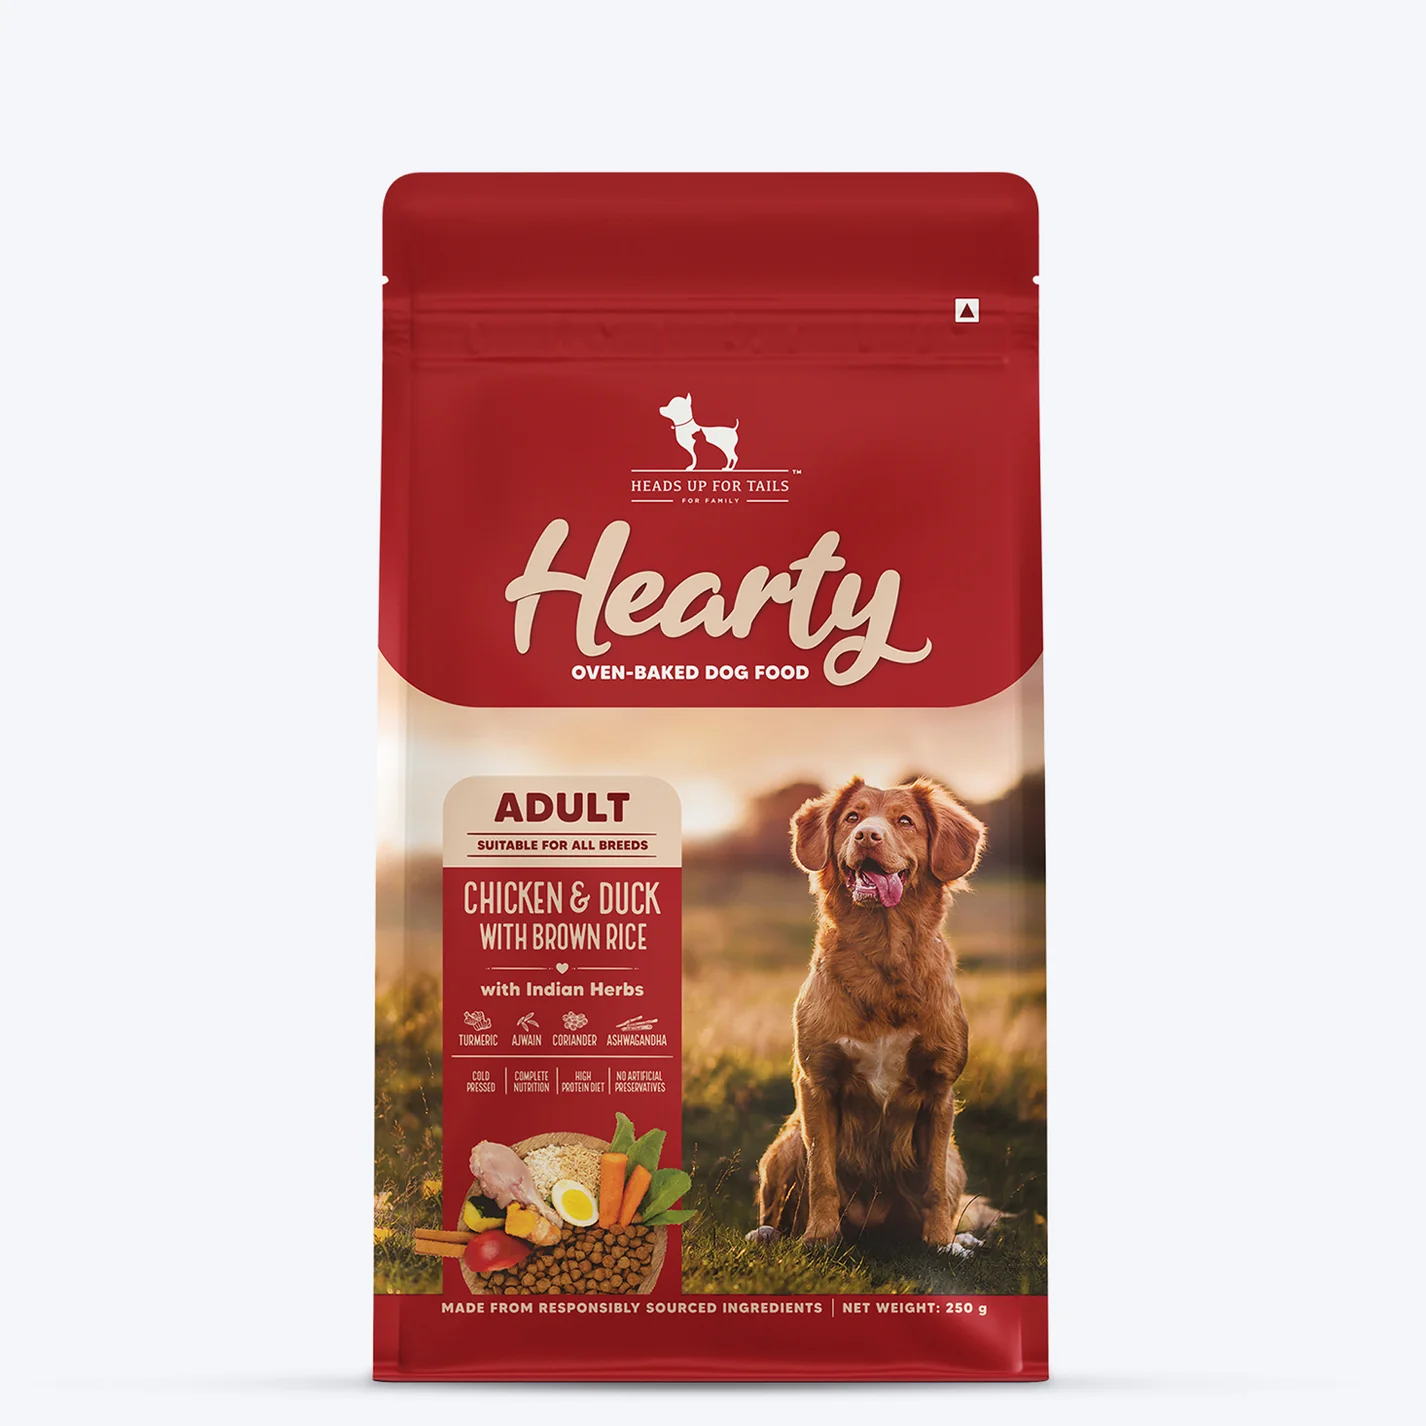 HEADS UP FOR TAILS ™
FOR FAMILY
Hearty
OVEN-BAKED DOG FOOD
ADULT
SUITABLE FOR ALL BREEDS
CHICKEN & DUCK
WITH BROWN RICE
with Indian Herbs
TURMERIC AJWAIN CORIANDER ASHWAGANDHA
COLD PRESSED
COMPLETE NUTRITION
HIGH PROTEIN DIET
NO ARTIFICIAL PRESERVATIVES
MADE FROM RESPONSIBLY SOURCED INGREDIENTS | NET WEIGHT: 250 g